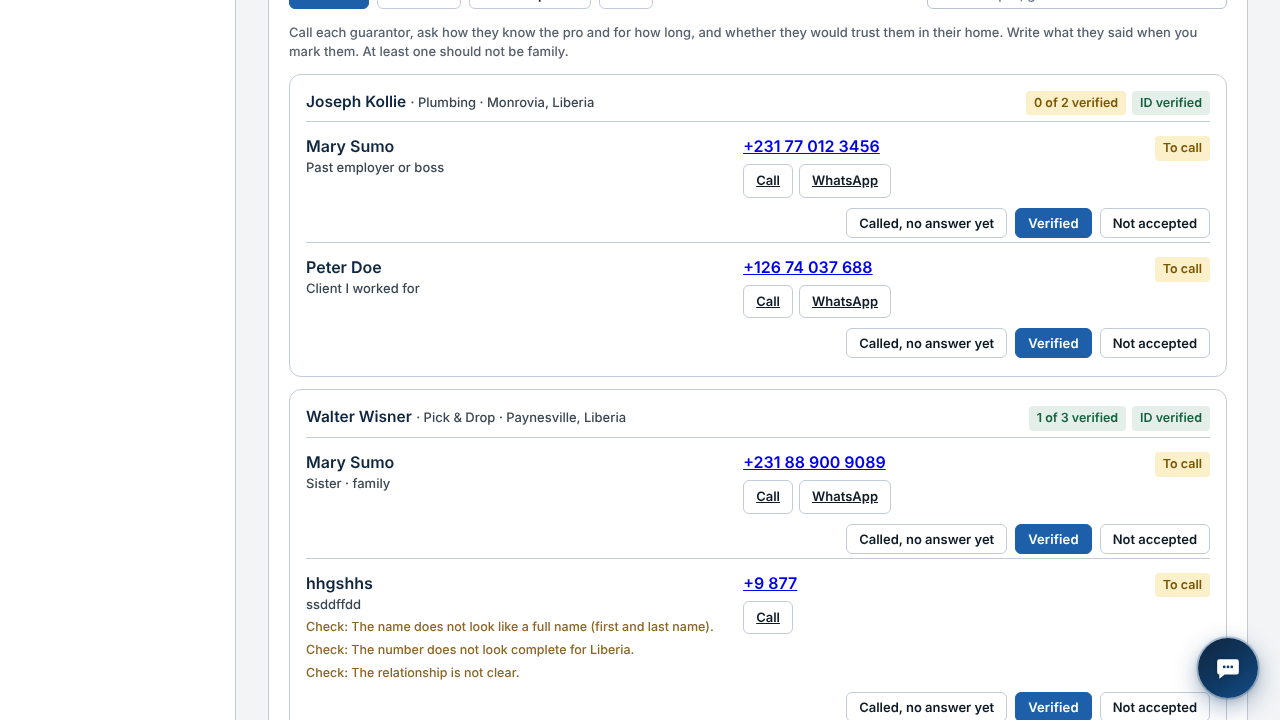 Call each guarantor, ask how they know the pro and for how long, and whether they would trust them in their home. Write what they said when you
mark them. At least one should not be family.
Joseph Kollie · Plumbing · Monrovia, Liberia
0 of 2 verified
ID verified
Mary Sumo
Past employer or boss
+231 77 012 3456
To call
Call
WhatsApp
Called, no answer yet
Verified
Not accepted
Peter Doe
Client I worked for
+126 74 037 688
To call
Call
WhatsApp
Called, no answer yet
Verified
Not accepted
Walter Wisner · Pick & Drop · Paynesville, Liberia
1 of 3 verified
ID verified
Mary Sumo
Sister · family
+231 88 900 9089
To call
Call
WhatsApp
Called, no answer yet
Verified
Not accepted
hhgshhs
ssddffdd
Check: The name does not look like a full name (first and last name).
Check: The number does not look complete for Liberia.
Check: The relationship is not clear.
+9 877
To call
Call
Called, no answer yet
Verified
Not accepted